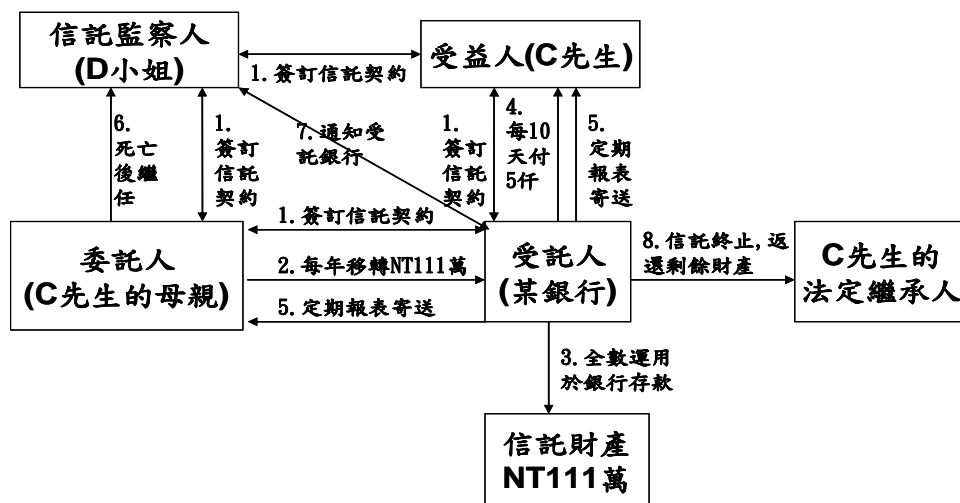 信託監察人
(D小姐)
受益人(C先生)
1.簽訂信託契約
6.
死亡
後繼
任
1.
簽訂
信託
契約
7.通知受
託銀行
1.
簽訂
信託
契約
4.
每10
天付
5仟
5.
定期
報表
寄送
1.簽訂信託契約
委託人
(C先生的母親)
2.每年移轉NT111萬
5.定期報表寄送
受託人
(某銀行)
8.信託終止,返
還剩餘財產
C先生的
法定繼承人
3.全數運用
於銀行存款
信託財產
NT111萬